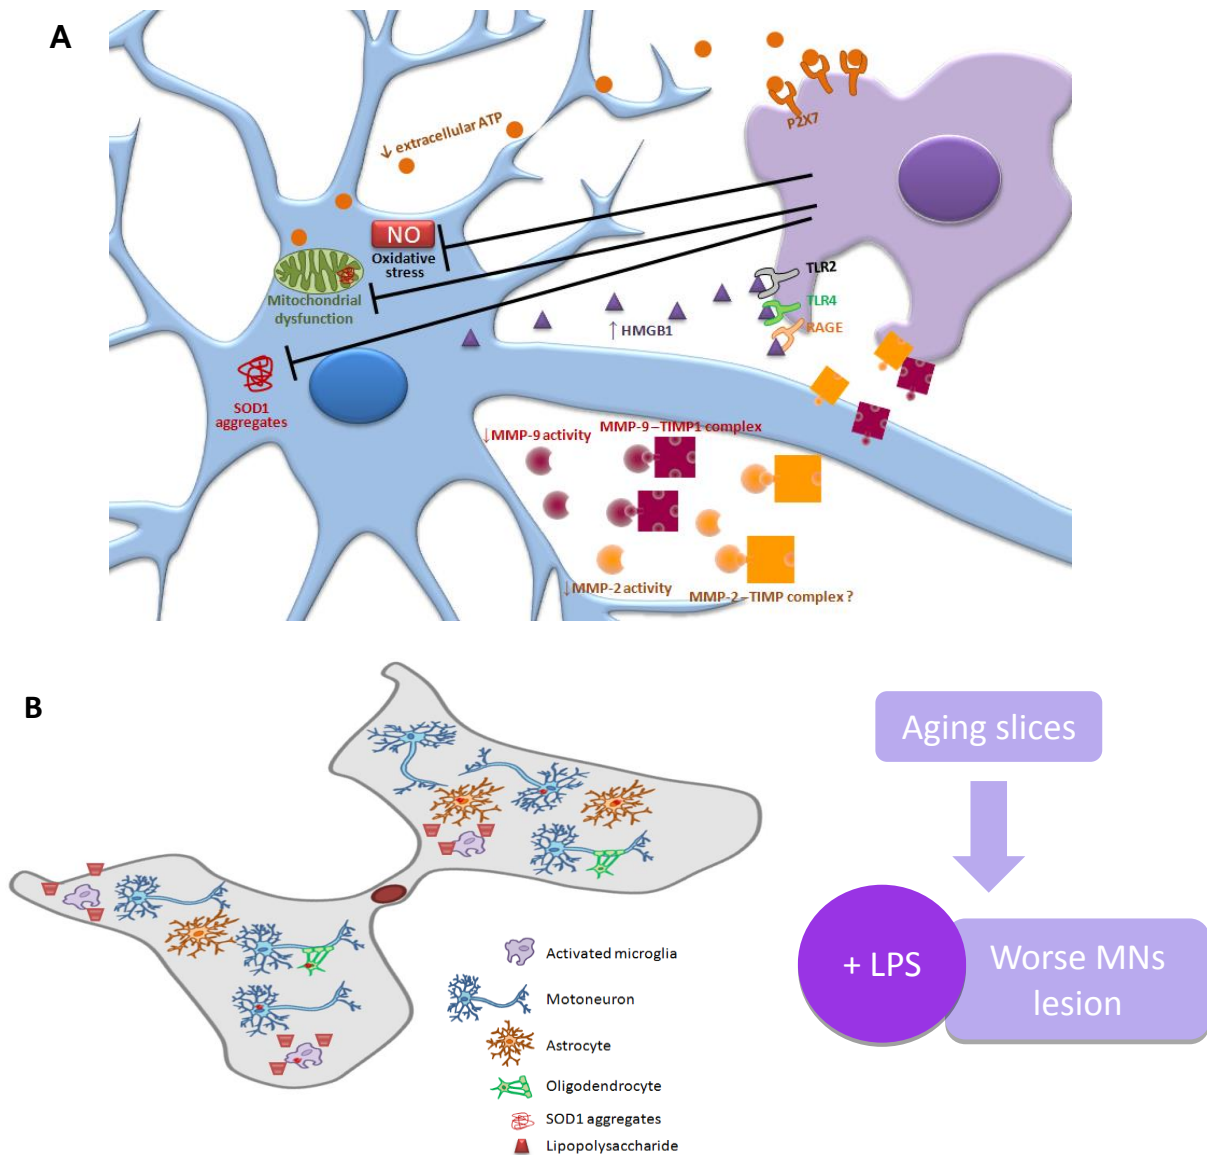 A
P2X7
↓ extracellular ATP
NO
Oxidative
stress
TLR2
Mitochondrial
dysfunction
TLR4
RAGE
↑ HMGB1
SOD1
aggregates
↓MMP-9 activity
MMP-9–TIMP1 complex
↓MMP-2 activity
MMP-2–TIMP complex ?
B
Aging slices
+ LPS
Worse MNs
lesion
Activated microglia
Motoneuron
Astrocyte
Oligodendrocyte
SOD1 aggregates
Lipopolysaccharide